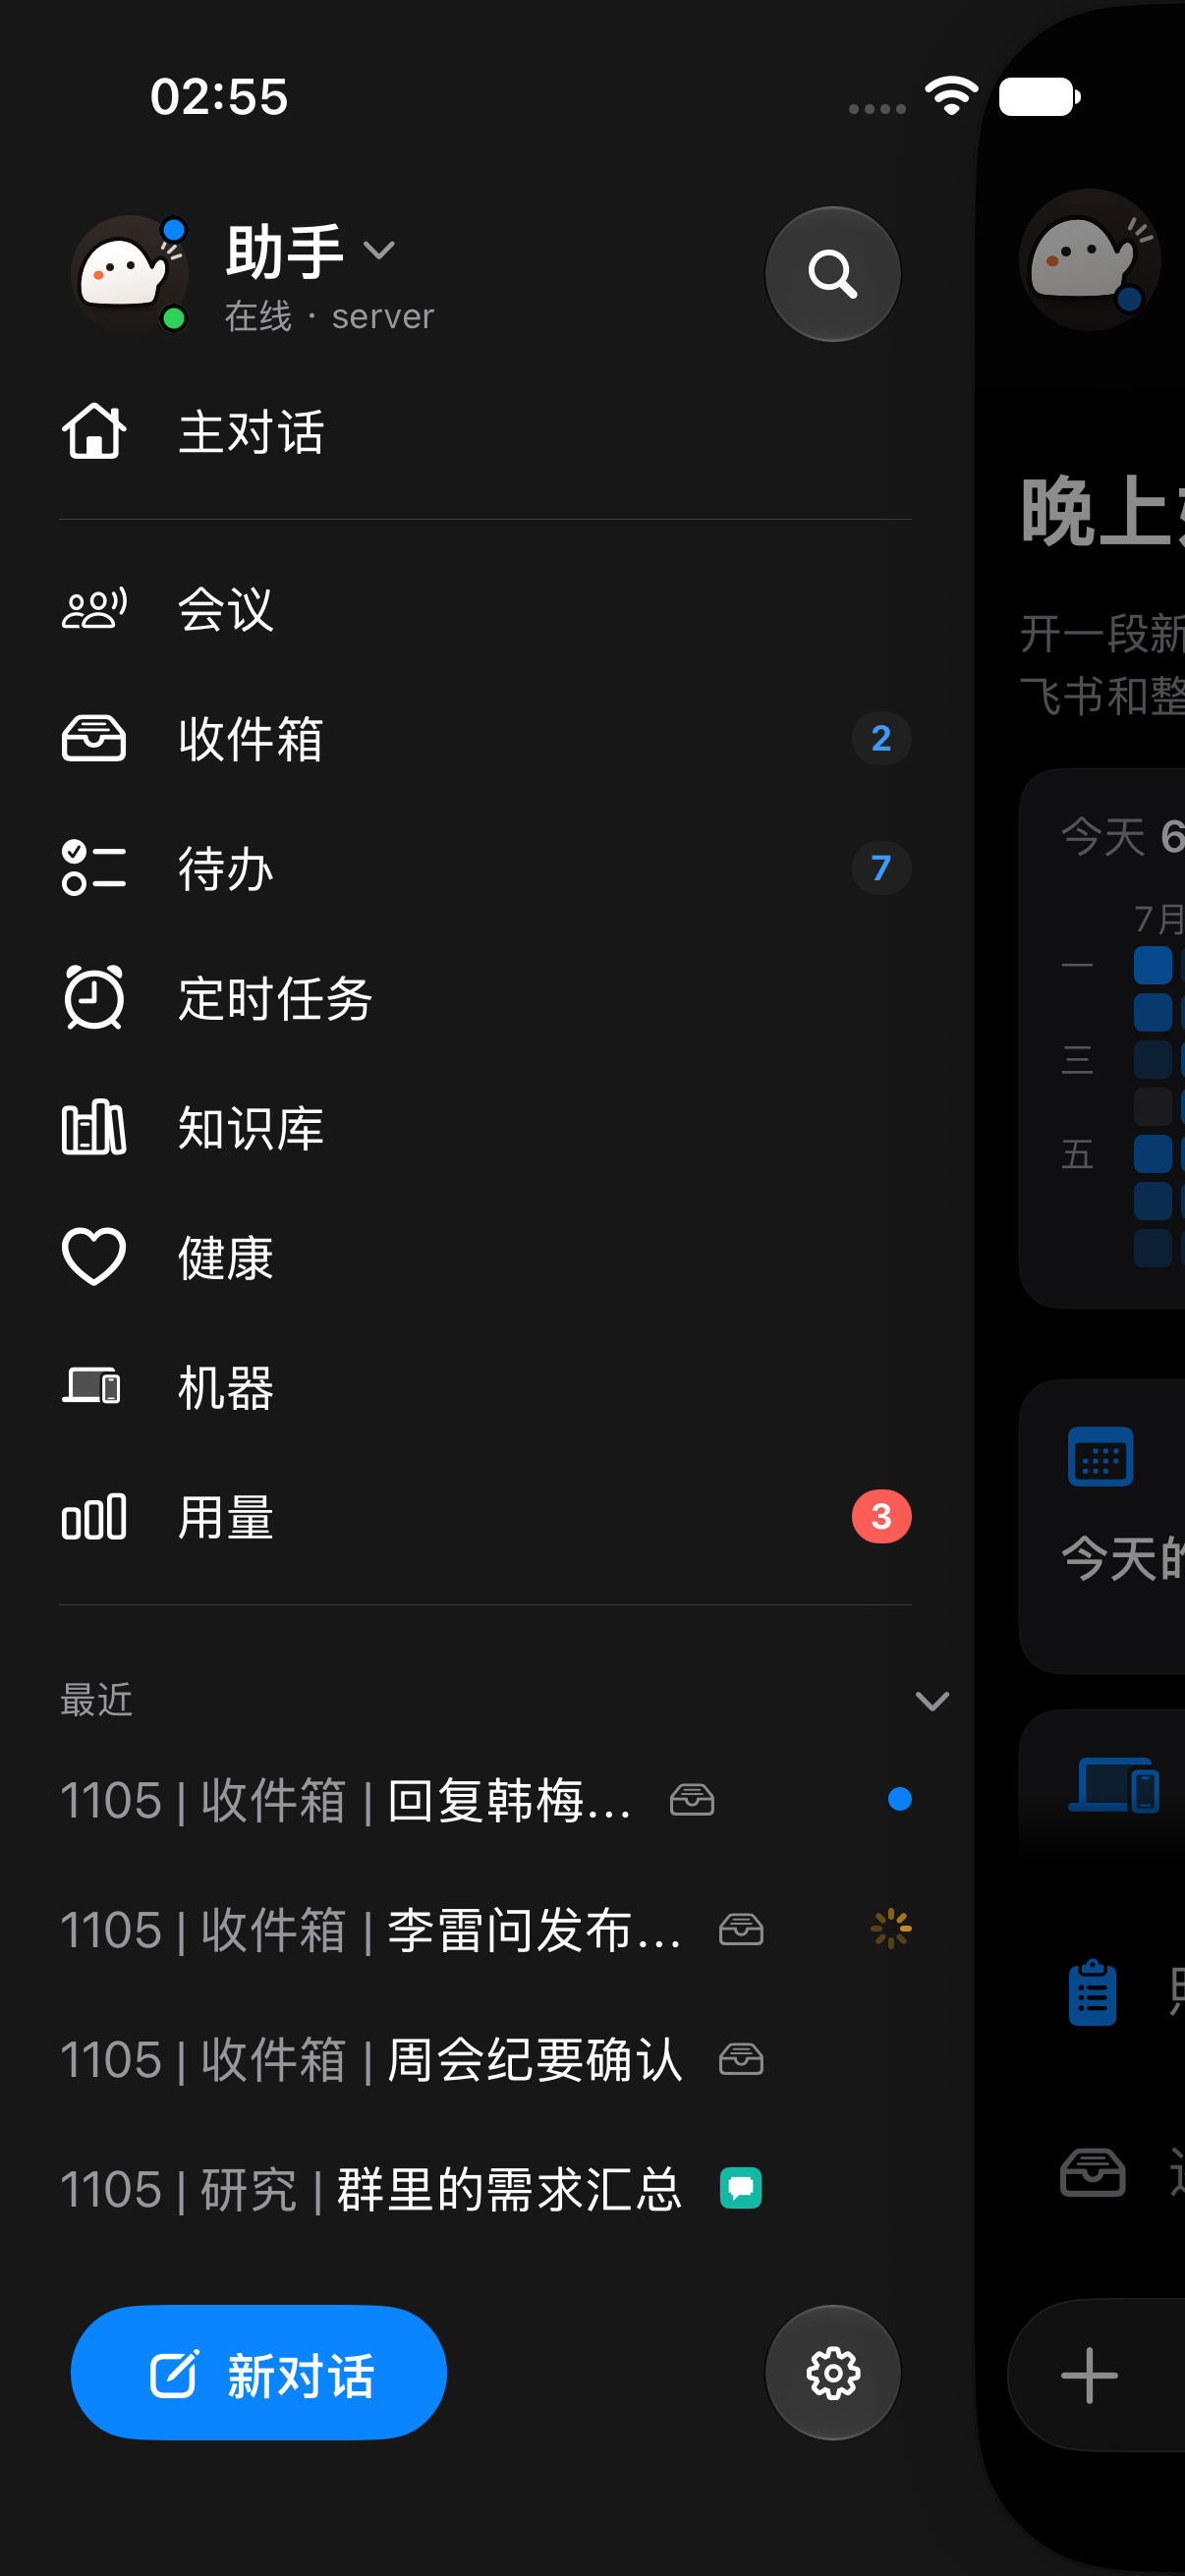 02:55
助手
在线 · server
主对话
会议
收件箱 2
待办 7
定时任务
知识库
健康
机器
用量 3
最近
1105 | 收件箱 | 回复韩梅…
1105 | 收件箱 | 李雷问发布…
1105 | 收件箱 | 周会纪要确认
1105 | 研究 | 群里的需求汇总
新对话
晚上
开一段新
飞书和整
今天 6
7月
一
三
五
今天的